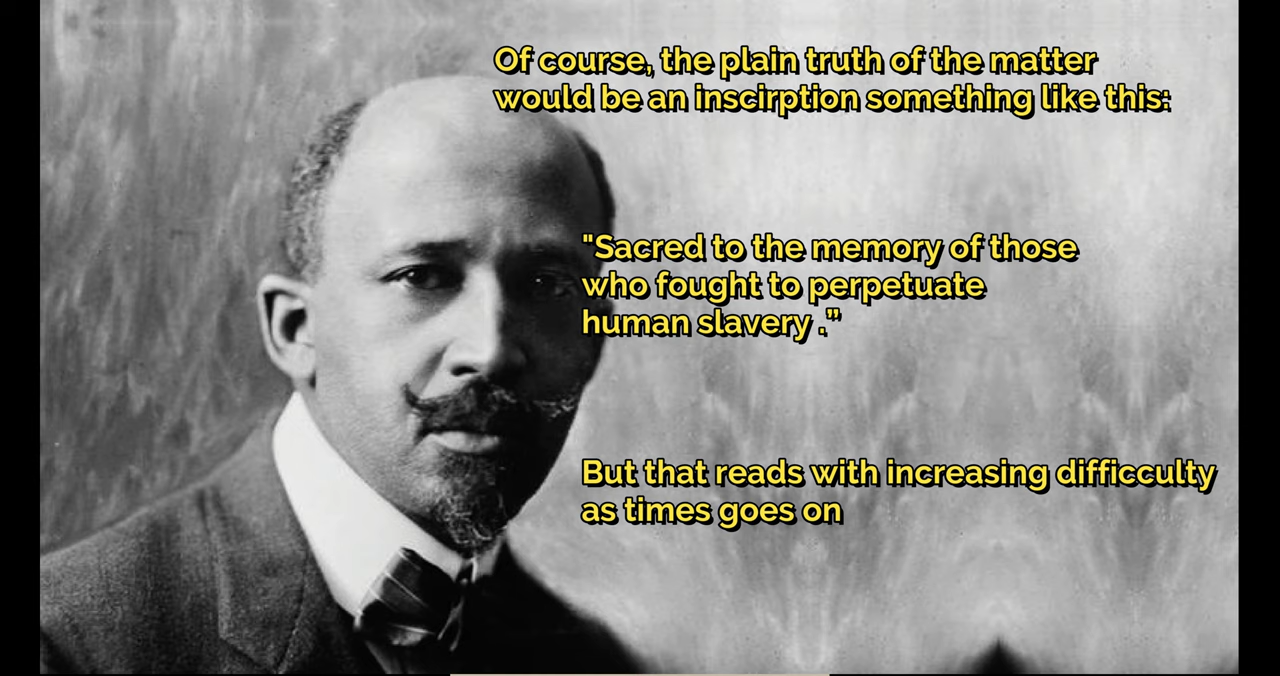 Of course, the plain truth of the matter
would be an inscirption something like this:
"Sacred to the memory of those
who fought to perpetuate
human slavery .”
But that reads with increasing difficculty
as times goes on